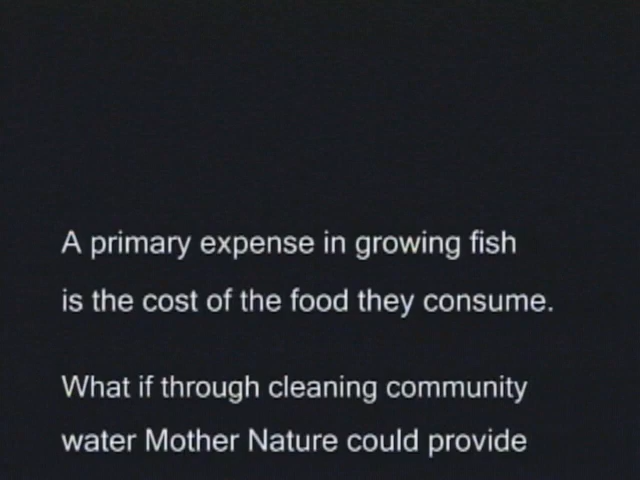 A primary expense in growing fish
is the cost of the food they consume.
What if through cleaning community
water Mother Nature could provide